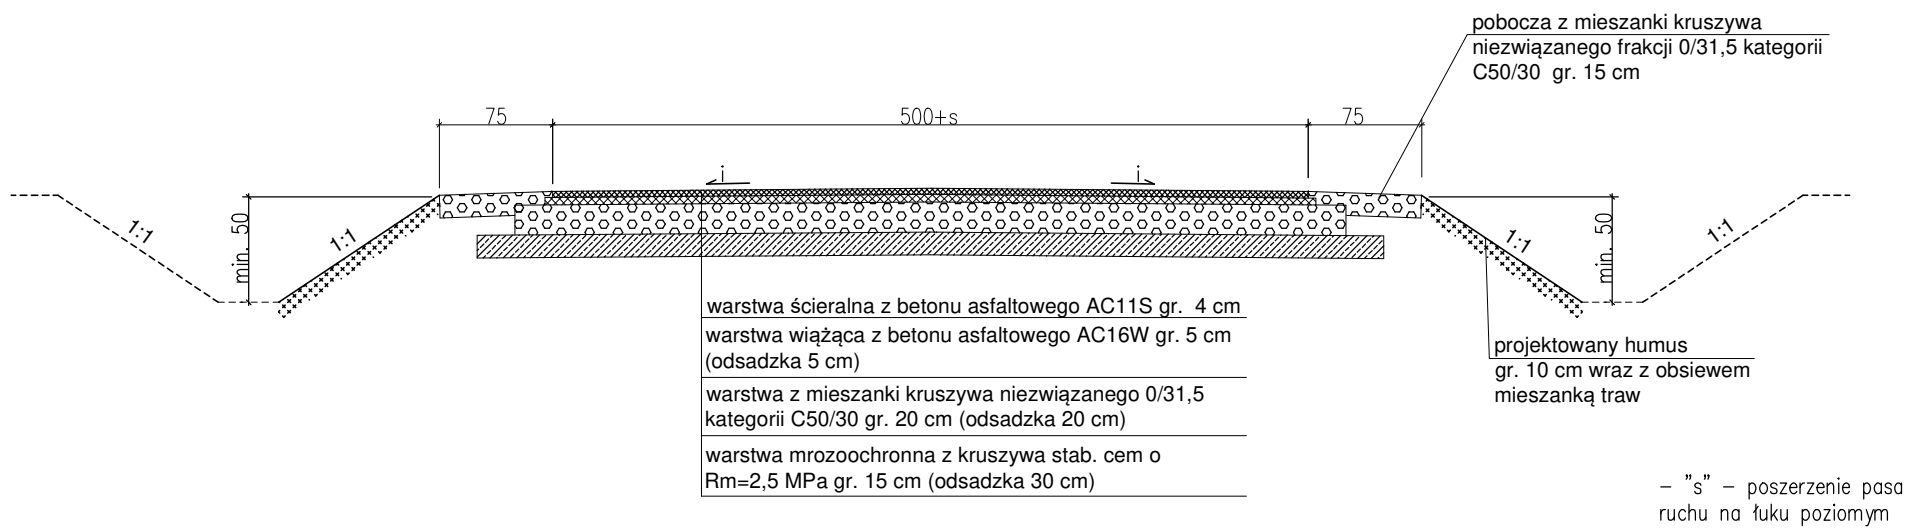 pobocza z mieszanki kruszywa
niezwiązanego frakcji 0/31,5 kategorii
C50/30 gr. 15 cm
75
500+s
75
i
i
1:1
min. 50
1:1
1:1
min. 50
1:1
warstwa ścieralna z betonu asfaltowego AC11S gr. 4 cm
warstwa wiążąca z betonu asfaltowego AC16W gr. 5 cm
(odsadzka 5 cm)
warstwa z mieszanki kruszywa niezwiązanego 0/31,5
kategorii C50/30 gr. 20 cm (odsadzka 20 cm)
warstwa mrozoochronna z kruszywa stab. cem o
Rm=2,5 MPa gr. 15 cm (odsadzka 30 cm)
projektowany humus
gr. 10 cm wraz z obsiewem
mieszanką traw
– "s" – poszerzenie pasa
ruchu na łuku poziomym